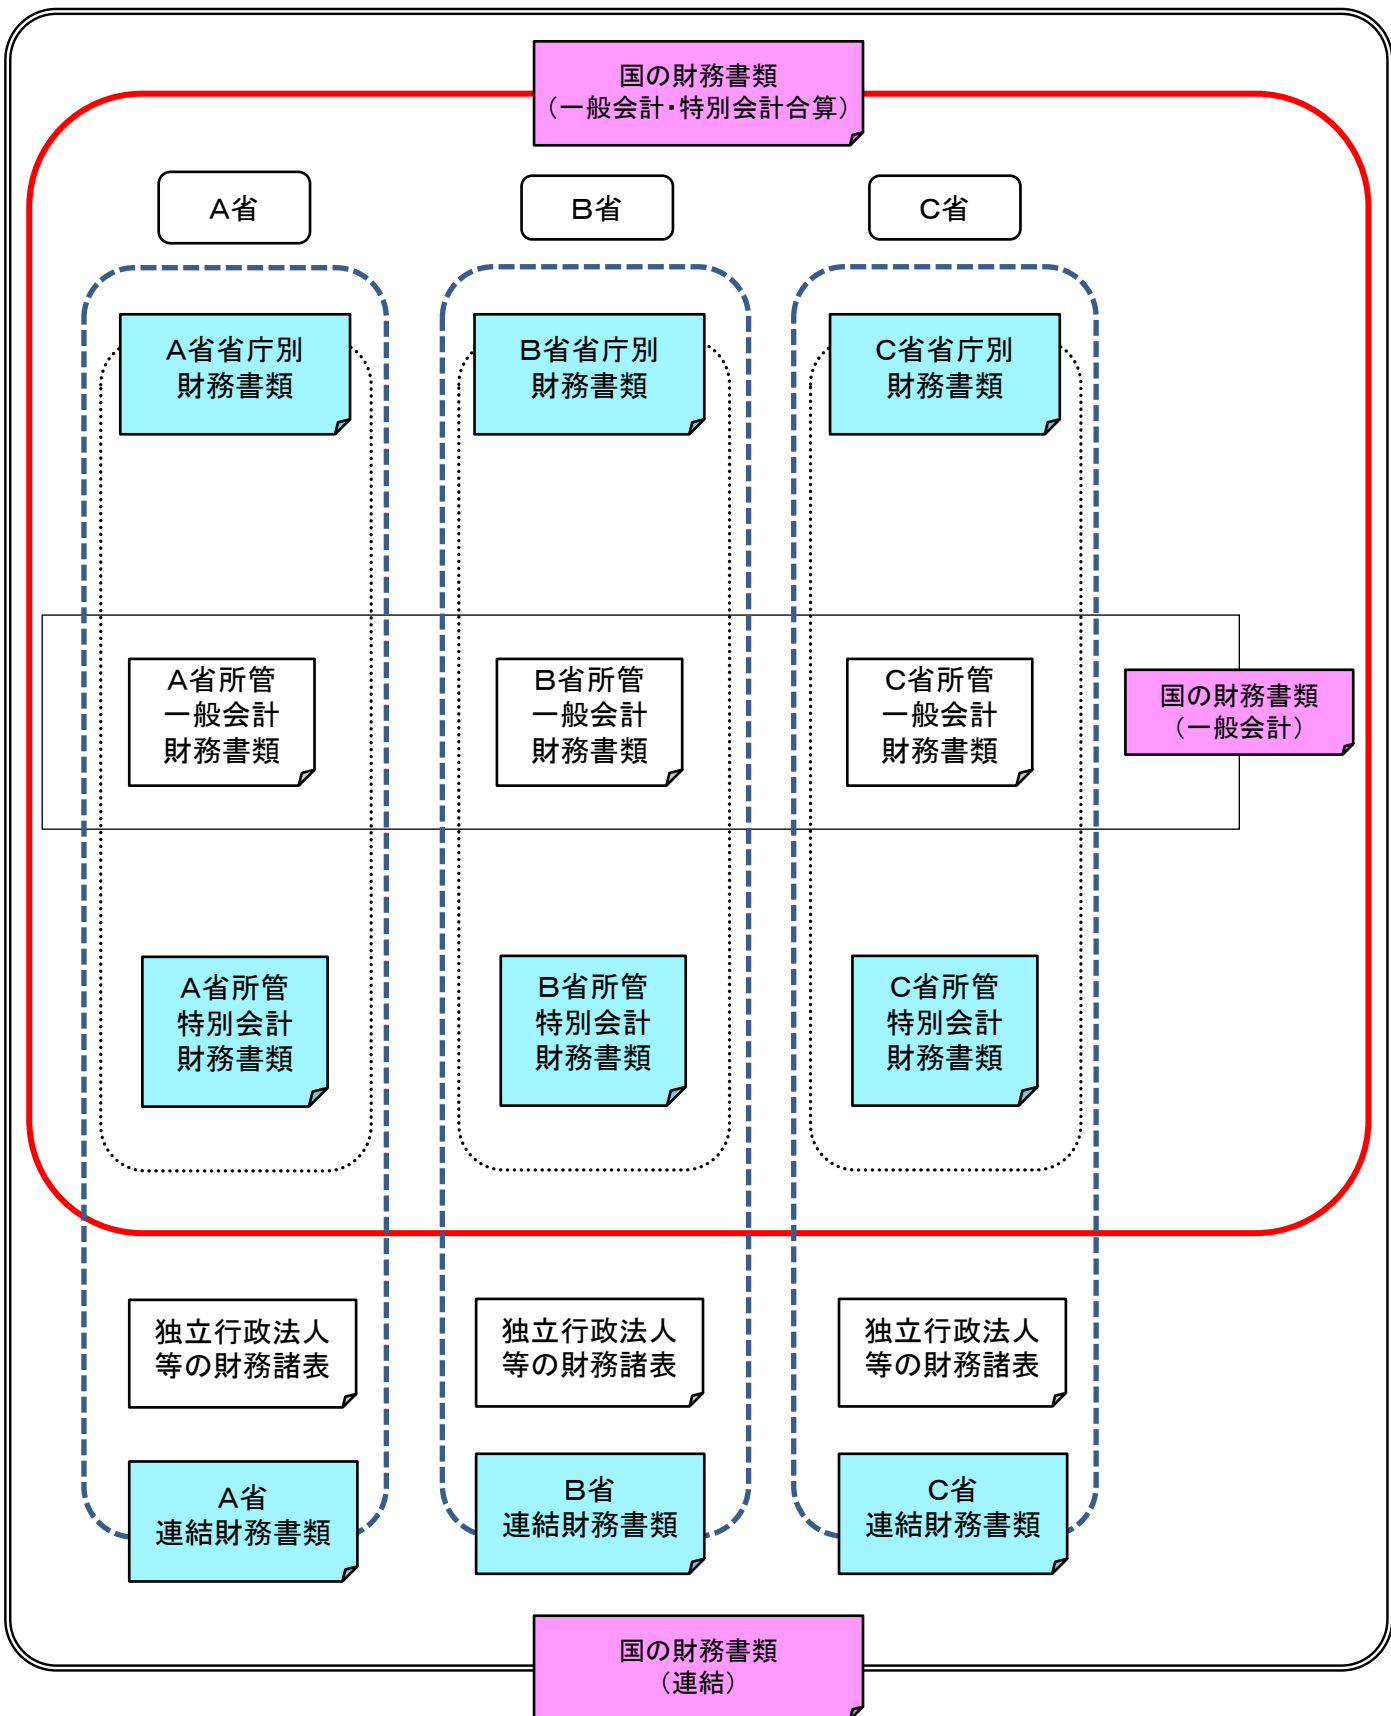 国の財務書類
（一般会計・特別会計合算）
A省
B省
C省
A省省庁別
財務書類
B省省庁別
財務書類
C省省庁別
財務書類
A省所管
一般会計
財務書類
B省所管
一般会計
財務書類
C省所管
一般会計
財務書類
国の財務書類
（一般会計）
A省所管
特別会計
財務書類
B省所管
特別会計
財務書類
C省所管
特別会計
財務書類
独立行政法人
等の財務諸表
独立行政法人
等の財務諸表
独立行政法人
等の財務諸表
A省
連結財務書類
B省
連結財務書類
C省
連結財務書類
国の財務書類
（連結）